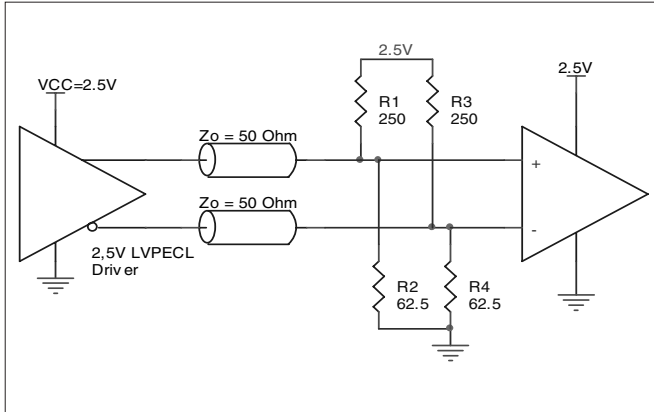 2.5V
VCC=2.5V
2.5V
R1
250
R3
250
Zo = 50 Ohm
+
Zo = 50 Ohm
-
2,5V LVPECL
Driver
R2
62.5
R4
62.5